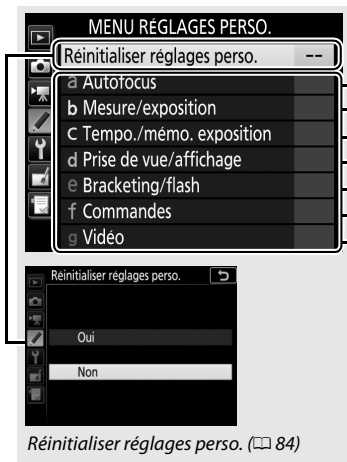 MENU RÉGLAGES PERSO.
Réinitialiser réglages perso. --
a Autofocus
b Mesure/exposition
c Tempo./mémo. exposition
d Prise de vue/affichage
e Bracketing/flash
f Commandes
g Vidéo
Réinitialiser réglages perso.
Oui
Non
Réinitialiser réglages perso. (🕮 84)